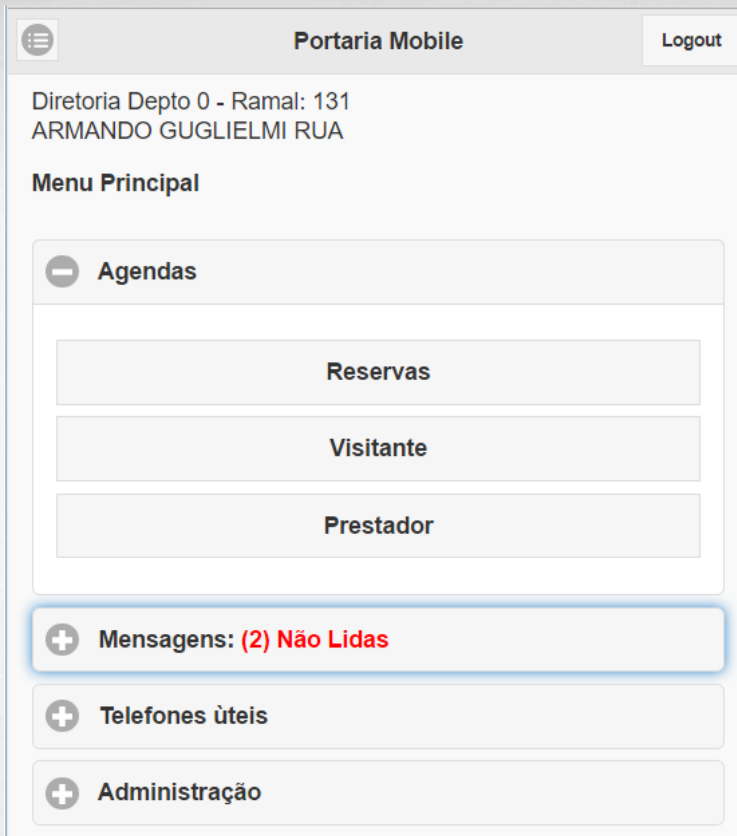 Portaria Mobile
Logout
Diretoria Depto 0 - Ramal: 131
ARMANDO GUGLIELMI RUA
Menu Principal
Agendas
Reservas
Visitante
Prestador
Mensagens: (2) Não Lidas
Telefones ùteis
Administração